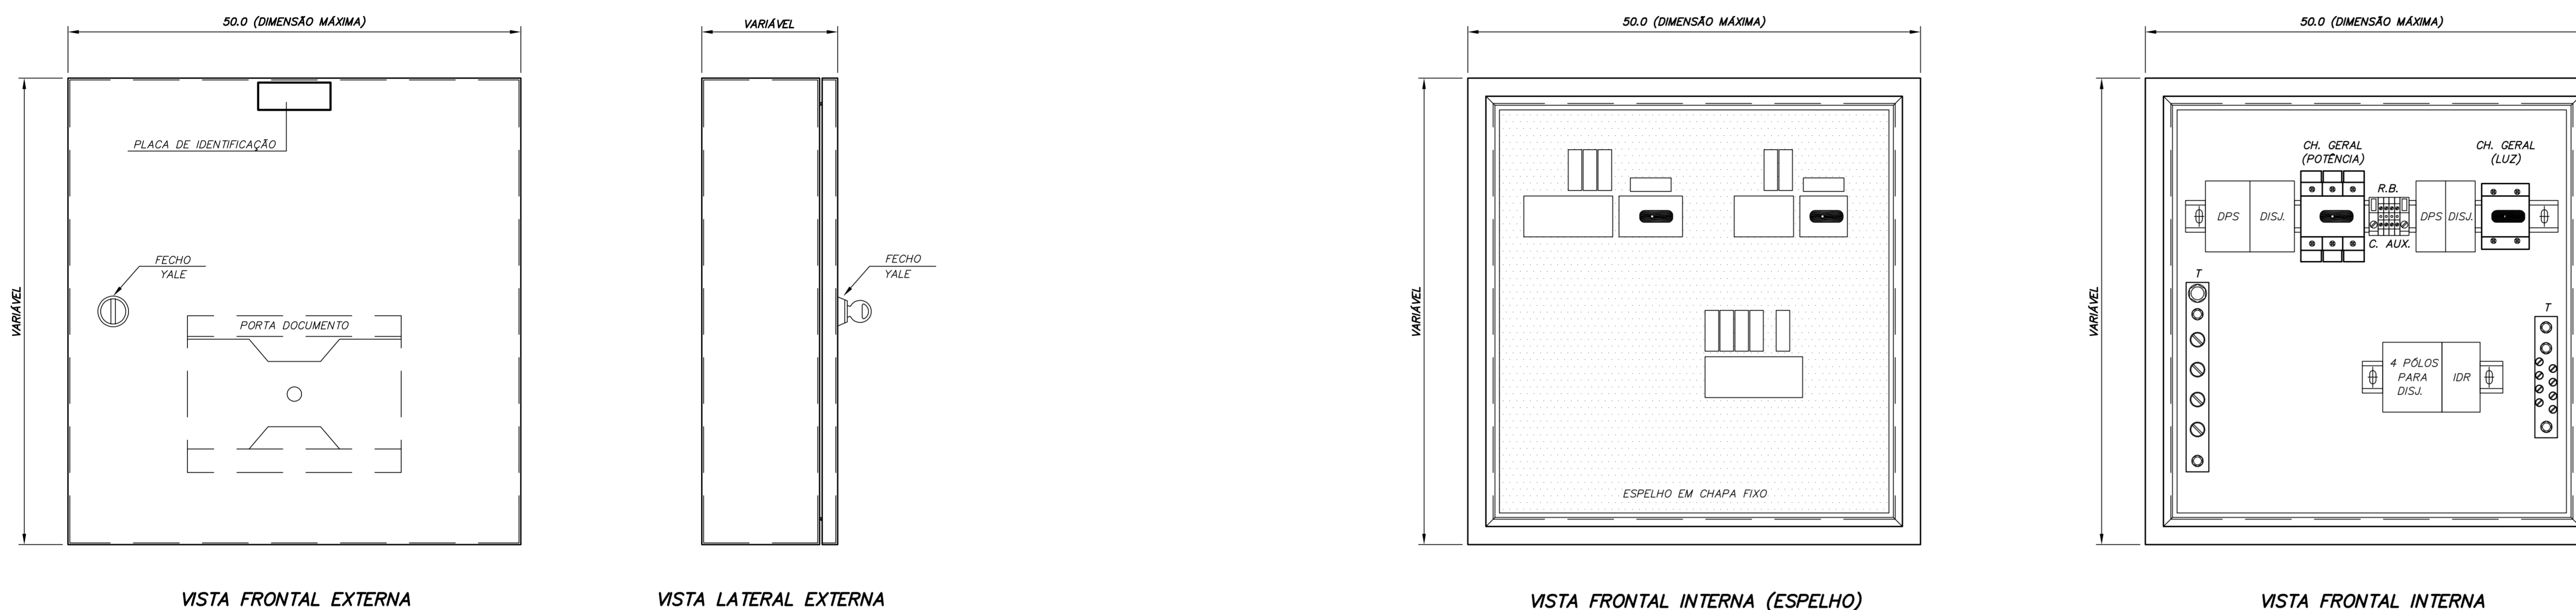 50.0 (DIMENSÃO MÁXIMA)
VARIÁVEL
PLACA DE IDENTIFICAÇÃO
FECHO
YALE
PORTA DOCUMENTO
VISTA FRONTAL EXTERNA
VARIÁVEL
FECHO
YALE
VISTA LATERAL EXTERNA
50.0 (DIMENSÃO MÁXIMA)
VARIÁVEL
ESPELHO EM CHAPA FIXO
VISTA FRONTAL INTERNA (ESPELHO)
50.0 (DIMENSÃO MÁXIMA)
VARIÁVEL
CH. GERAL
(POTÊNCIA)
CH. GERAL
(LUZ)
DPS
DISJ.
R.B.
C. AUX.
DPS
DISJ.
T
T
4 PÓLOS
PARA
DISJ.
IDR
VISTA FRONTAL INTERNA